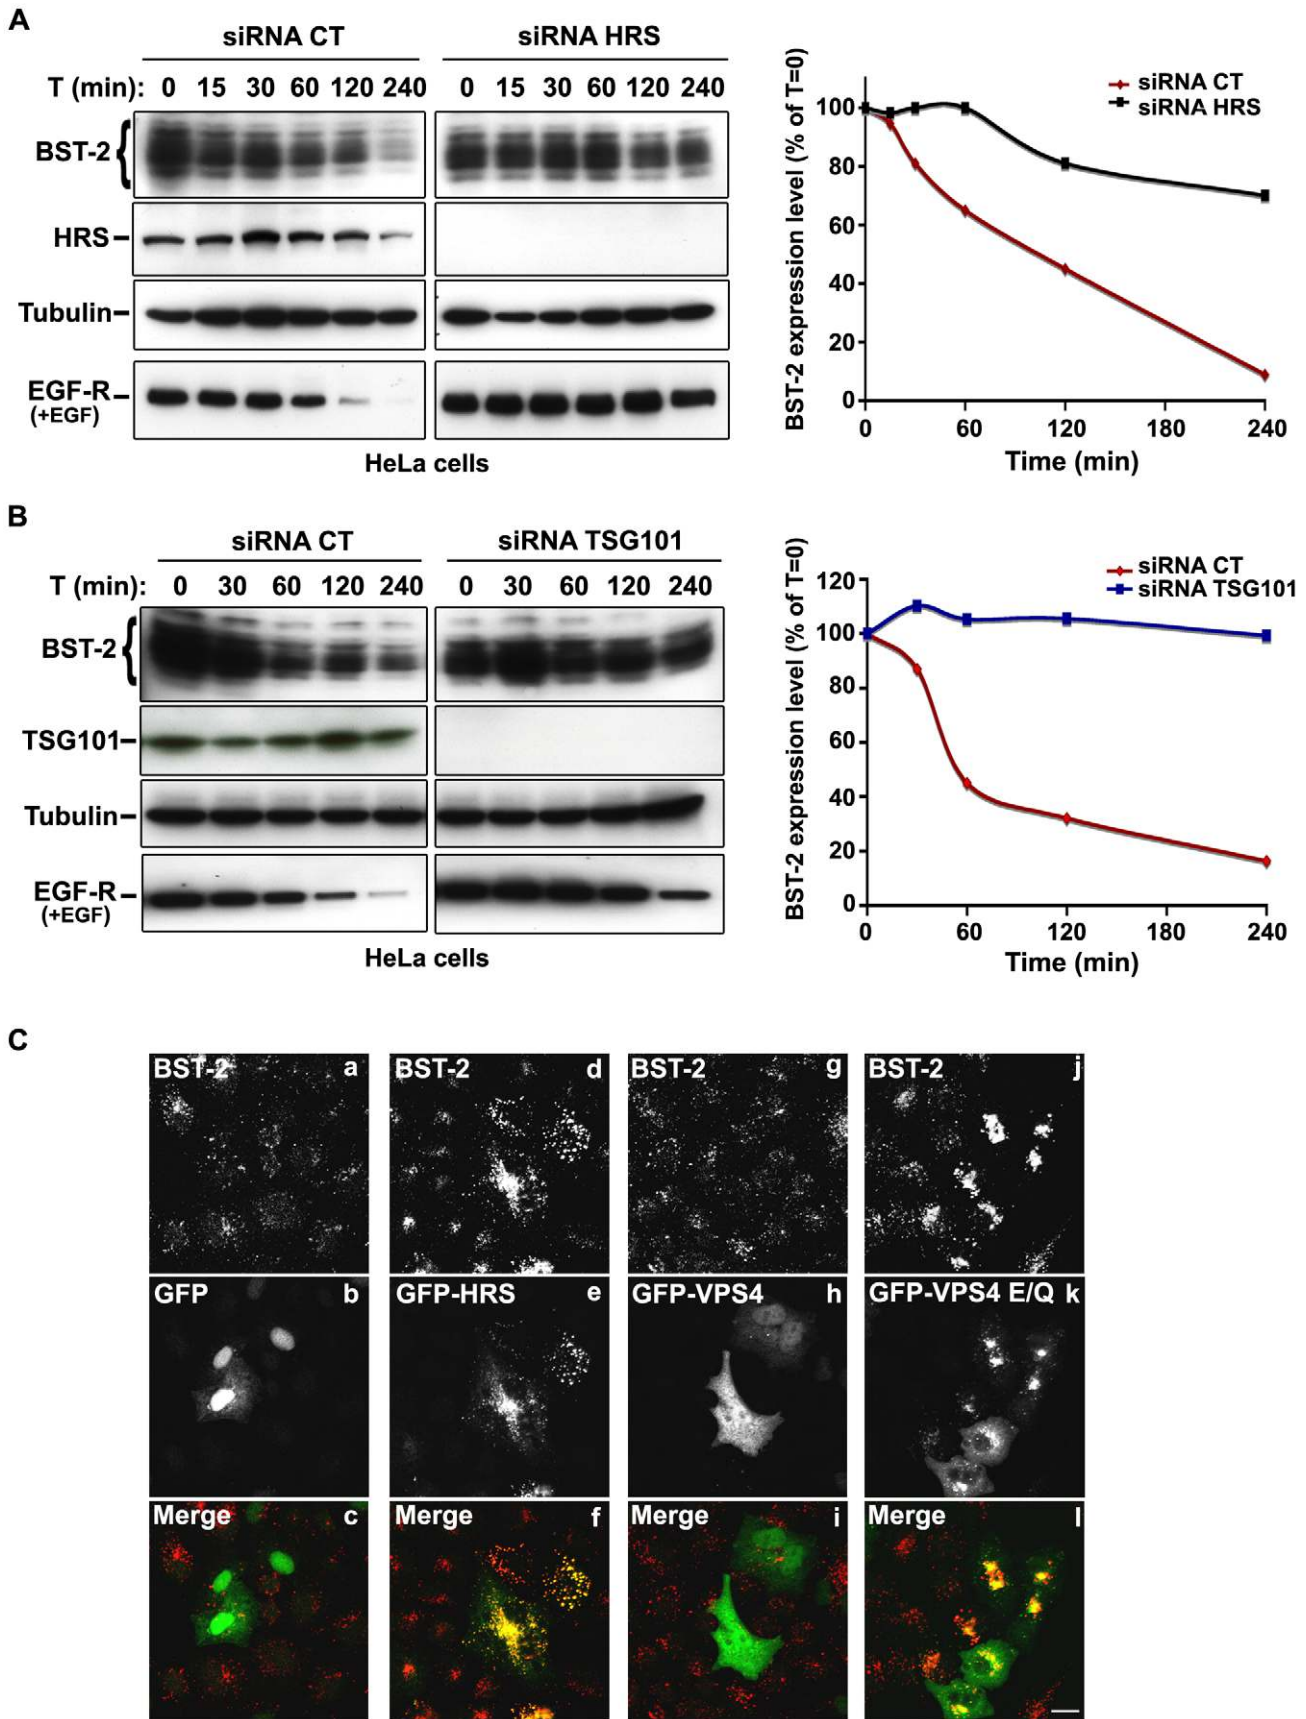 A
siRNA CT
siRNA HRS
T (min): 0 15 30 60 120 240 0 15 30 60 120 240
BST-2
HRS
Tubulin
EGF-R
(+EGF)
HeLa cells
siRNA CT
siRNA HRS
BST-2 expression level (% of T=0)
100
80
60
40
20
0
0 60 120 180 240
Time (min)
B
siRNA CT
siRNA TSG101
T (min): 0 30 60 120 240 0 30 60 120 240
BST-2
TSG101
Tubulin
EGF-R
(+EGF)
HeLa cells
siRNA CT
siRNA TSG101
BST-2 expression level (% of T=0)
120
100
80
60
40
20
0
0 60 120 180 240
Time (min)
C
BST-2 a BST-2 d BST-2 g BST-2 j
GFP b GFP-HRS e GFP-VPS4 h GFP-VPS4 E/Q k
Merge c Merge f Merge i Merge l